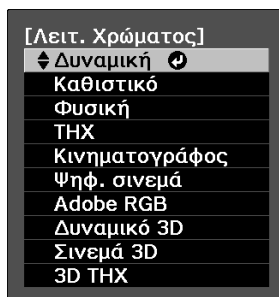 [Λειτ. Χρώματος]
Δυναμική
Καθιστικό
Φυσική
THX
Κινηματογράφος
Ψηφ. σινεμά
Adobe RGB
Δυναμικό 3D
Σινεμά 3D
3D THX